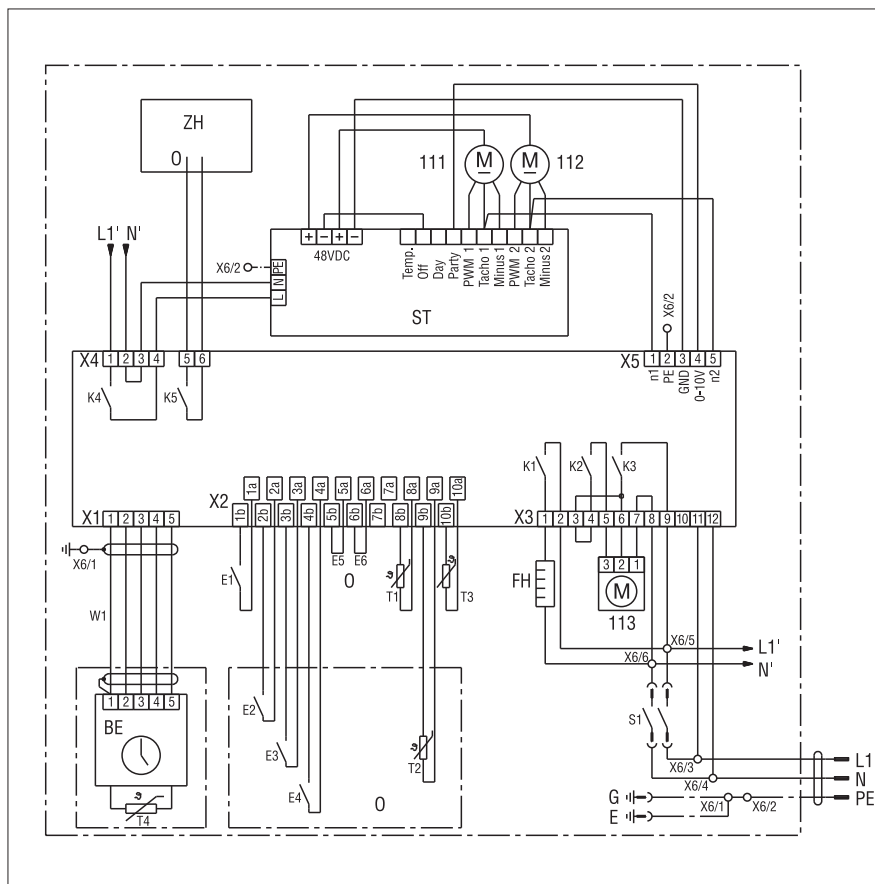 ZH
O
111 M 112 M
L1' N'
+ - + -
48VDC
Temp. Off Day Party PWM 1 Tacho 1 Minus 1 PWM 2 Tacho 2 Minus 2
X6/2
PE
N
L
ST
X6/2
X4 1 2 3 4 5 6
X5 1 2 3 4 5
n1 PE GND 0-10V n2
K4 K5
K1 K2 K3
1a 2a 3a 4a 5a 6a 7a 8a 9a 10a
X2
1b 2b 3b 4b 5b 6b 7b 8b 9b 10b
X1 1 2 3 4 5
X3 1 2 3 4 5 6 7 8 9 10 11 12
X6/1
E1
E5 E6
O
ϑ T1
ϑ T3
FH
3 2 1
M
113
W1
X6/5 L1'
X6/6 N'
1 2 3 4 5
BE
ϑ
T4
E2
E3
E4
ϑ
T2
O
S1
X6/3 L1
X6/4 N
G X6/1 X6/2 PE
E